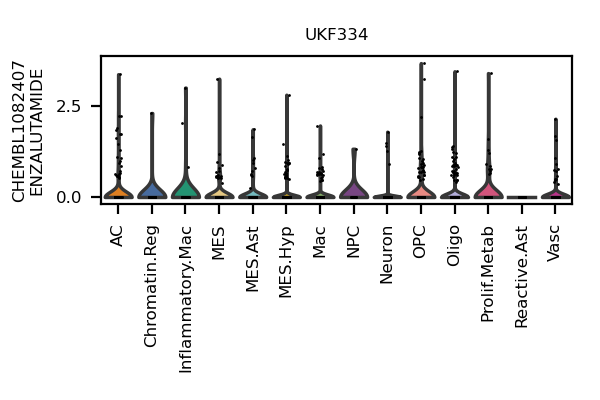 UKF334
CHEMBL1082407
ENZALUTAMIDE
2.5
0.0
AC
Chromatin.Reg
Inflammatory.Mac
MES
MES.Ast
MES.Hyp
Mac
NPC
Neuron
OPC
Oligo
Prolif.Metab
Reactive.Ast
Vasc